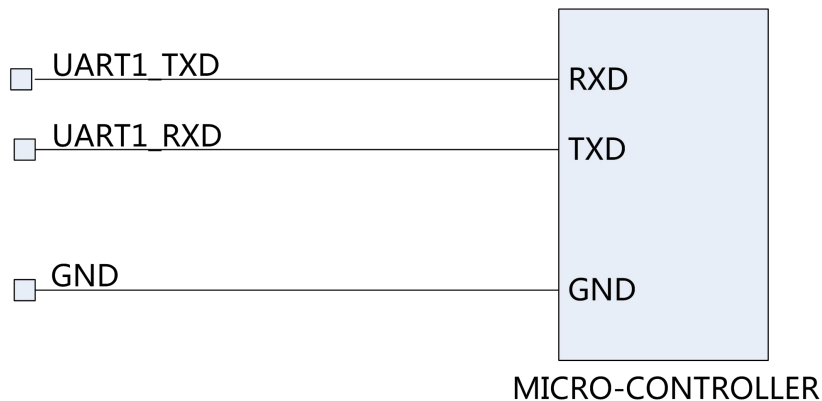 UART1_TXD
RXD
UART1_RXD
TXD
GND
GND
MICRO-CONTROLLER